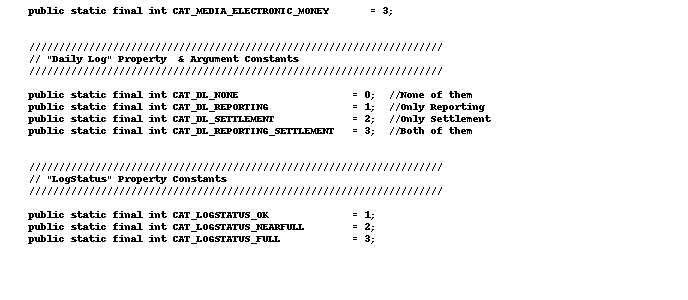 public static final int CAT_MEDIA_ELECTRONIC_MONEY = 3;
/////////////////////////////////////////////////////////////////////
// "Daily Log" Property & Argument Constants
/////////////////////////////////////////////////////////////////////
public static final int CAT_DL_NONE = 0; //None of them
public static final int CAT_DL_REPORTING = 1; //Only Reporting
public static final int CAT_DL_SETTLEMENT = 2; //Only Settlement
public static final int CAT_DL_REPORTING_SETTLEMENT = 3; //Both of them
/////////////////////////////////////////////////////////////////////
// "LogStatus" Property Constants
/////////////////////////////////////////////////////////////////////
public static final int CAT_LOGSTATUS_OK = 1;
public static final int CAT_LOGSTATUS_NEARFULL = 2;
public static final int CAT_LOGSTATUS_FULL = 3;